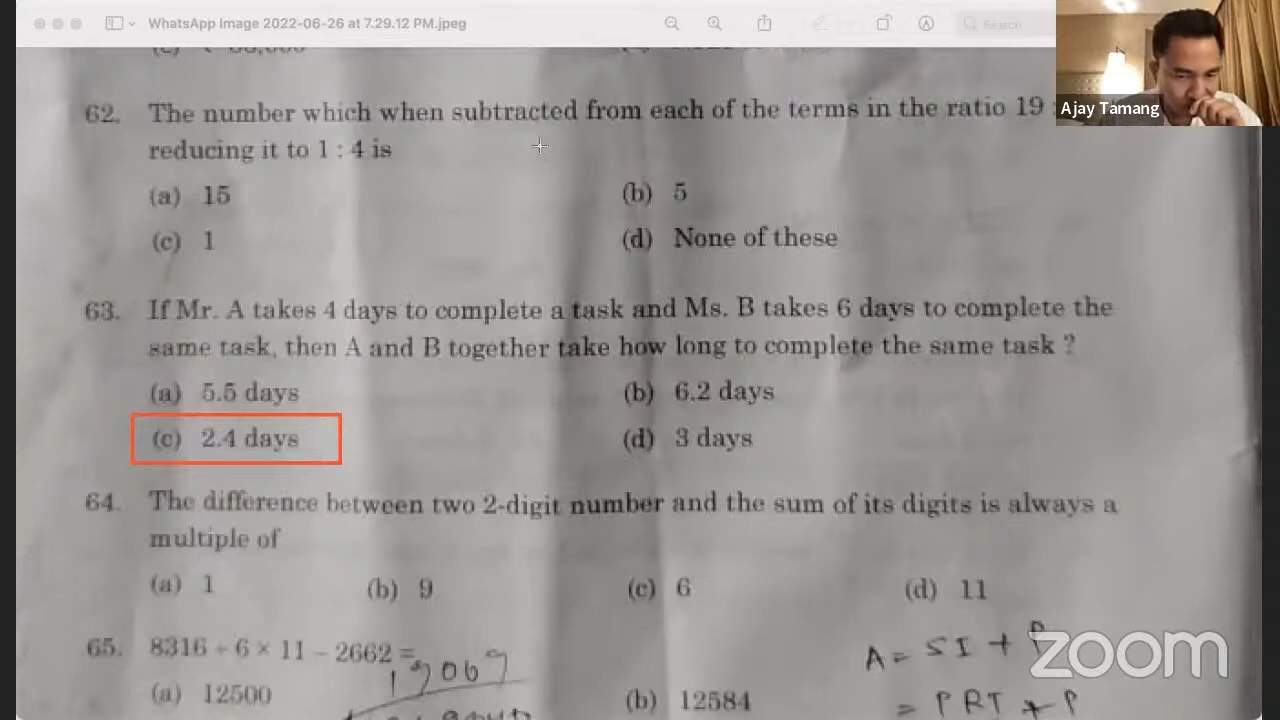 WhatsApp Image 2022-06-26 at 7.29.12 PM.jpeg
Search
Ajay Tamang
62. The number which when subtracted from each of the terms in the ratio 19
reducing it to 1 : 4 is
(a) 15
(b) 5
(c) 1
(d) None of these
63. If Mr. A takes 4 days to complete a task and Ms. B takes 6 days to complete the
same task, then A and B together take how long to complete the same task ?
(a) 5.5 days
(b) 6.2 days
(c) 2.4 days
(d) 3 days
64. The difference between two 2-digit number and the sum of its digits is always a
multiple of
(a) 1
(b) 9
(c) 6
(d) 11
65. 8316 ÷ 6 × 11 – 2662 =
A = SI + P
(a) 12500
(b) 12584
= PRT + P
zoom